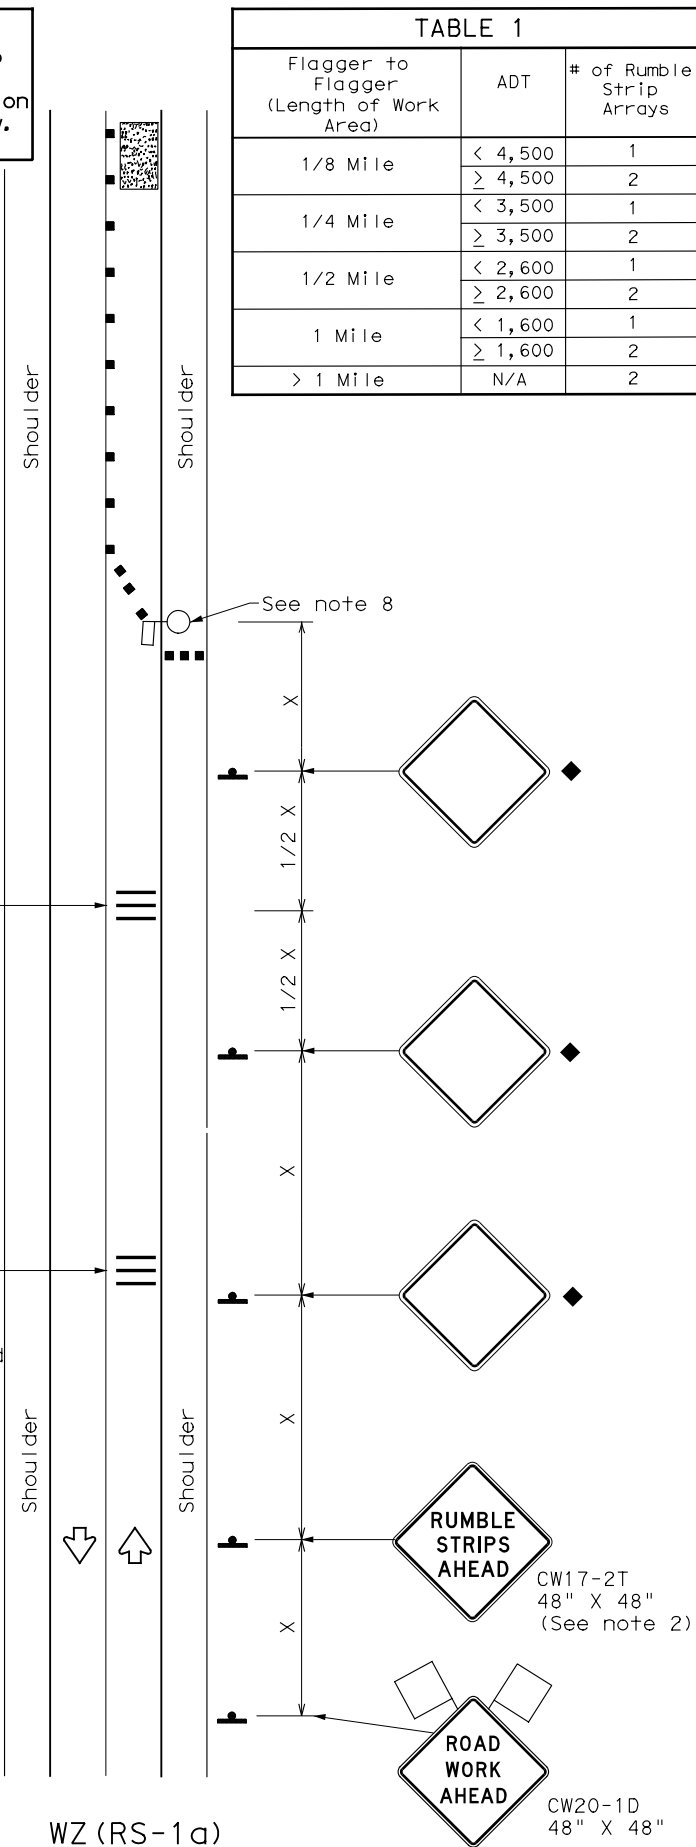 on
TABLE 1
Flagger to
Flagger
(Length of Work
Area)
ADT
# of Rumble
Strip
Arrays
1/8 Mile
< 4,500
1
≥ 4,500
2
1/4 Mile
< 3,500
1
≥ 3,500
2
1/2 Mile
< 2,600
1
≥ 2,600
2
1 Mile
< 1,600
1
≥ 1,600
2
> 1 Mile
N/A
2
Shoulder
Shoulder
See note 8
X
1/2 X
1/2 X
X
X
Shoulder
Shoulder
RUMBLE
STRIPS
AHEAD
CW17-2T
48" X 48"
(See note 2)
X
ROAD
WORK
AHEAD
CW20-1D
48" X 48"
WZ (RS-1a)